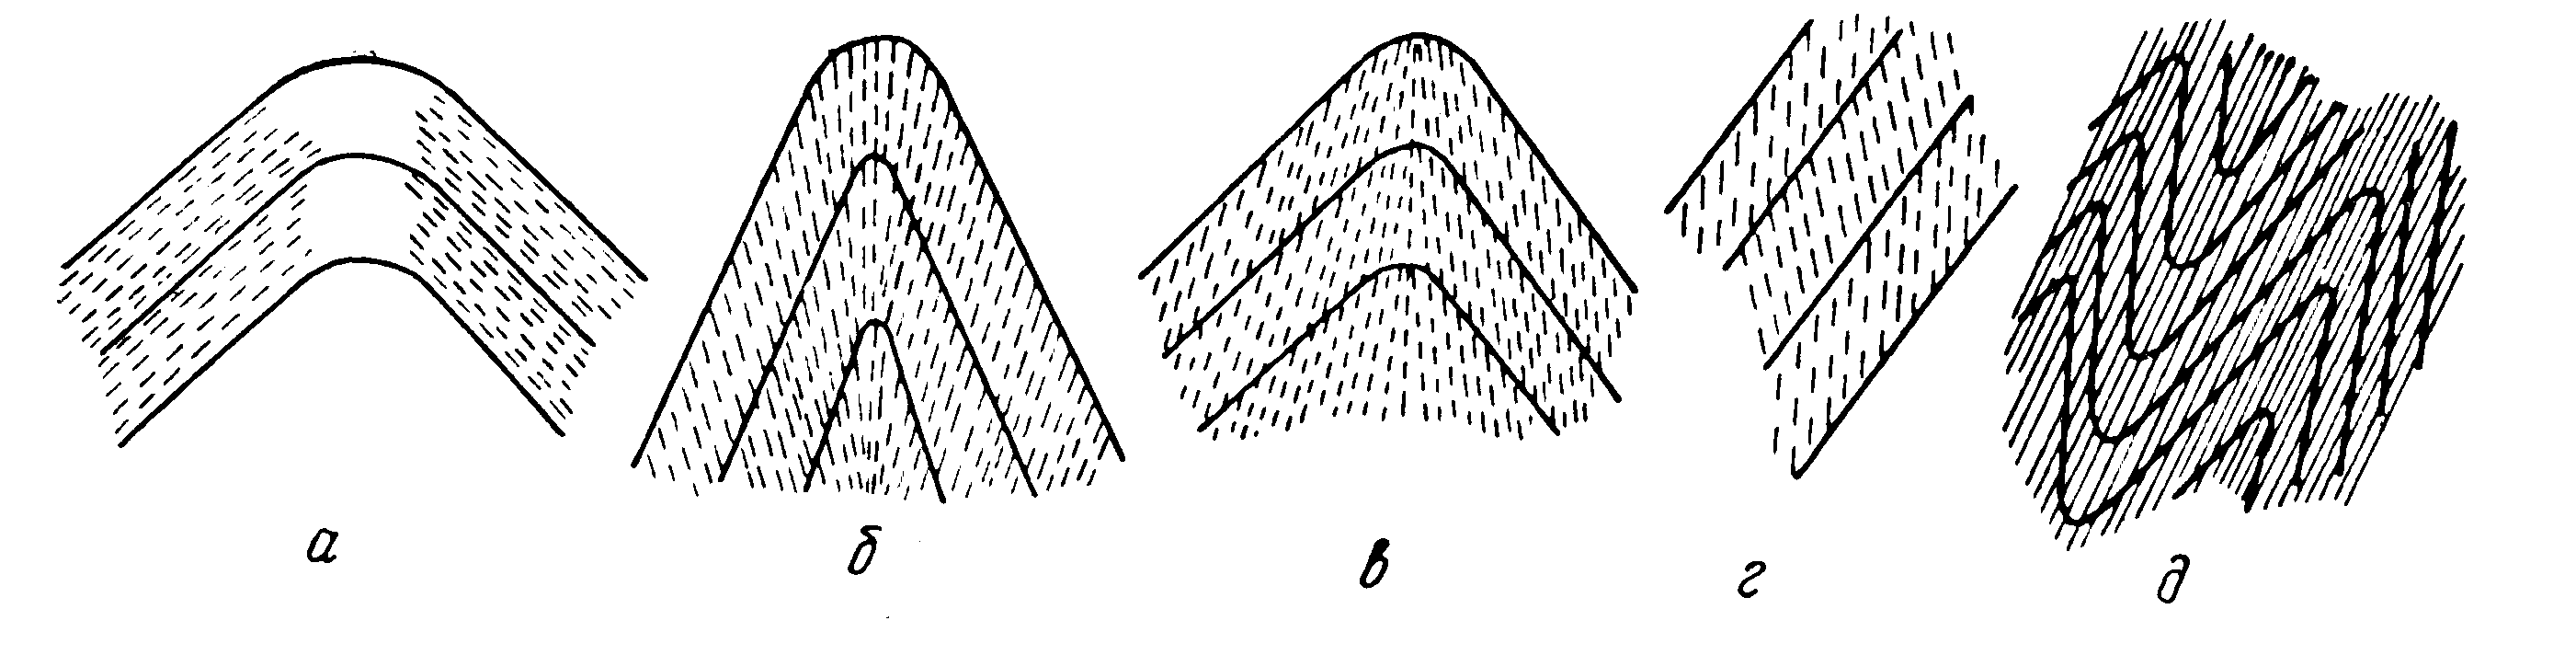 а б в г д